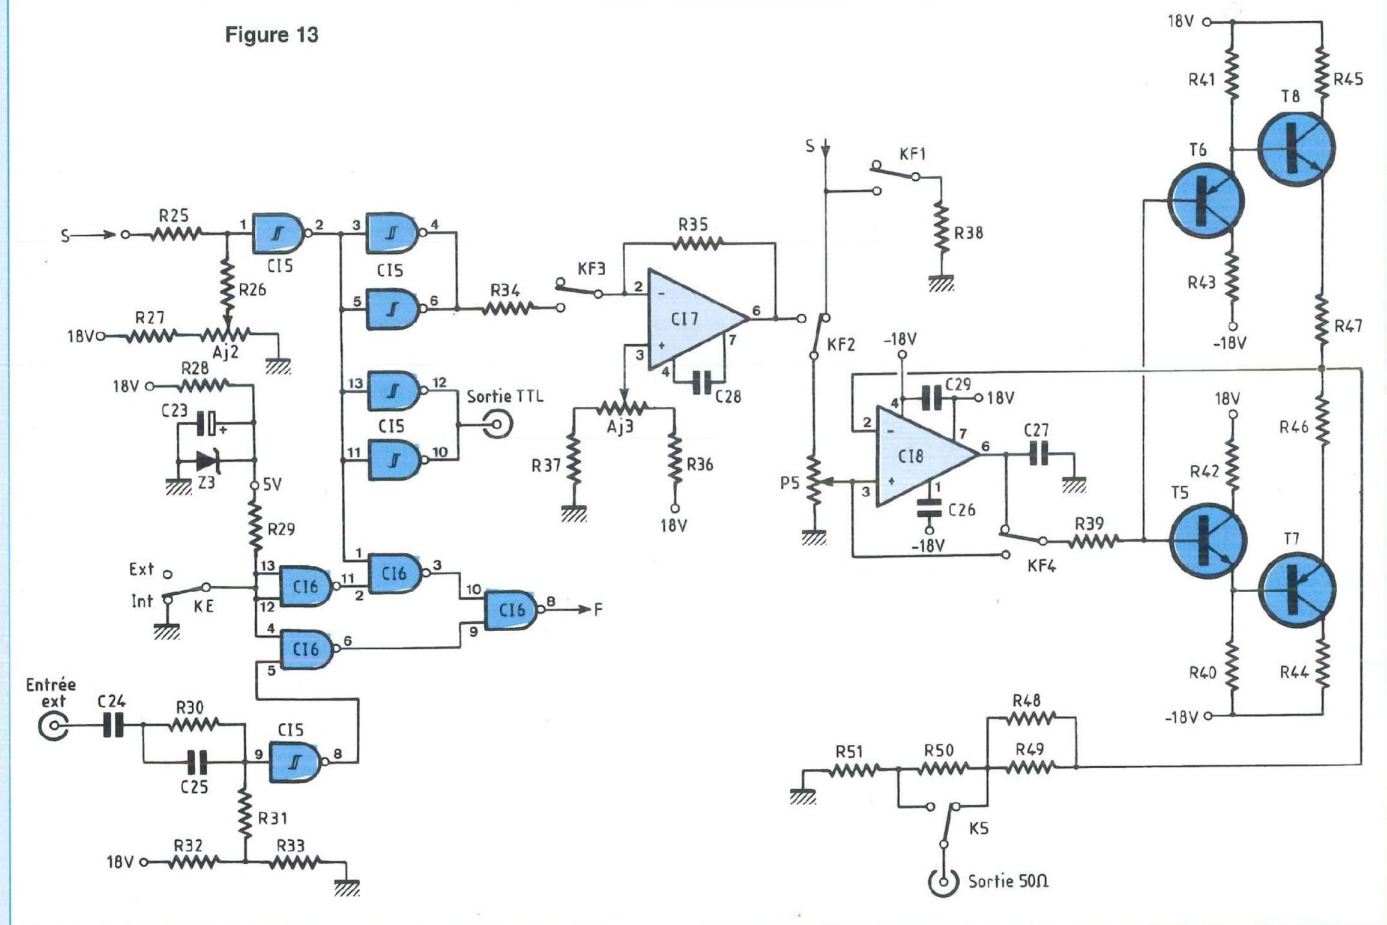 Figure 13
18V
R41
R45
T8
T6
S
KF1
R25
1
2
3
4
CI5
CI5
R38
S
R35
R26
KF3
2
-
R43
5
6
R34
CI7
6
R27
-18V
R47
18V
Aj2
3
+
7
KF2
4
-18V
R28
18V
C28
C29
18V
18V
C23
+
13
12
Sortie TTL
4
CI5
Aj3
2
-
7
6
C27
R46
Z3
11
10
R37
R36
CI8
R42
5V
P5
3
+
1
T5
R29
18V
C26
R39
-18V
T7
KF4
Ext
13
1
Int
KE
CI6
11
CI6
3
12
2
10
CI6
8
F
4
9
CI6
6
5
R40
R44
Entrée
ext
C24
R30
R48
-18V
CI5
9
8
R51
R50
R49
C25
R31
K5
18V
R32
R33
Sortie 50Ω